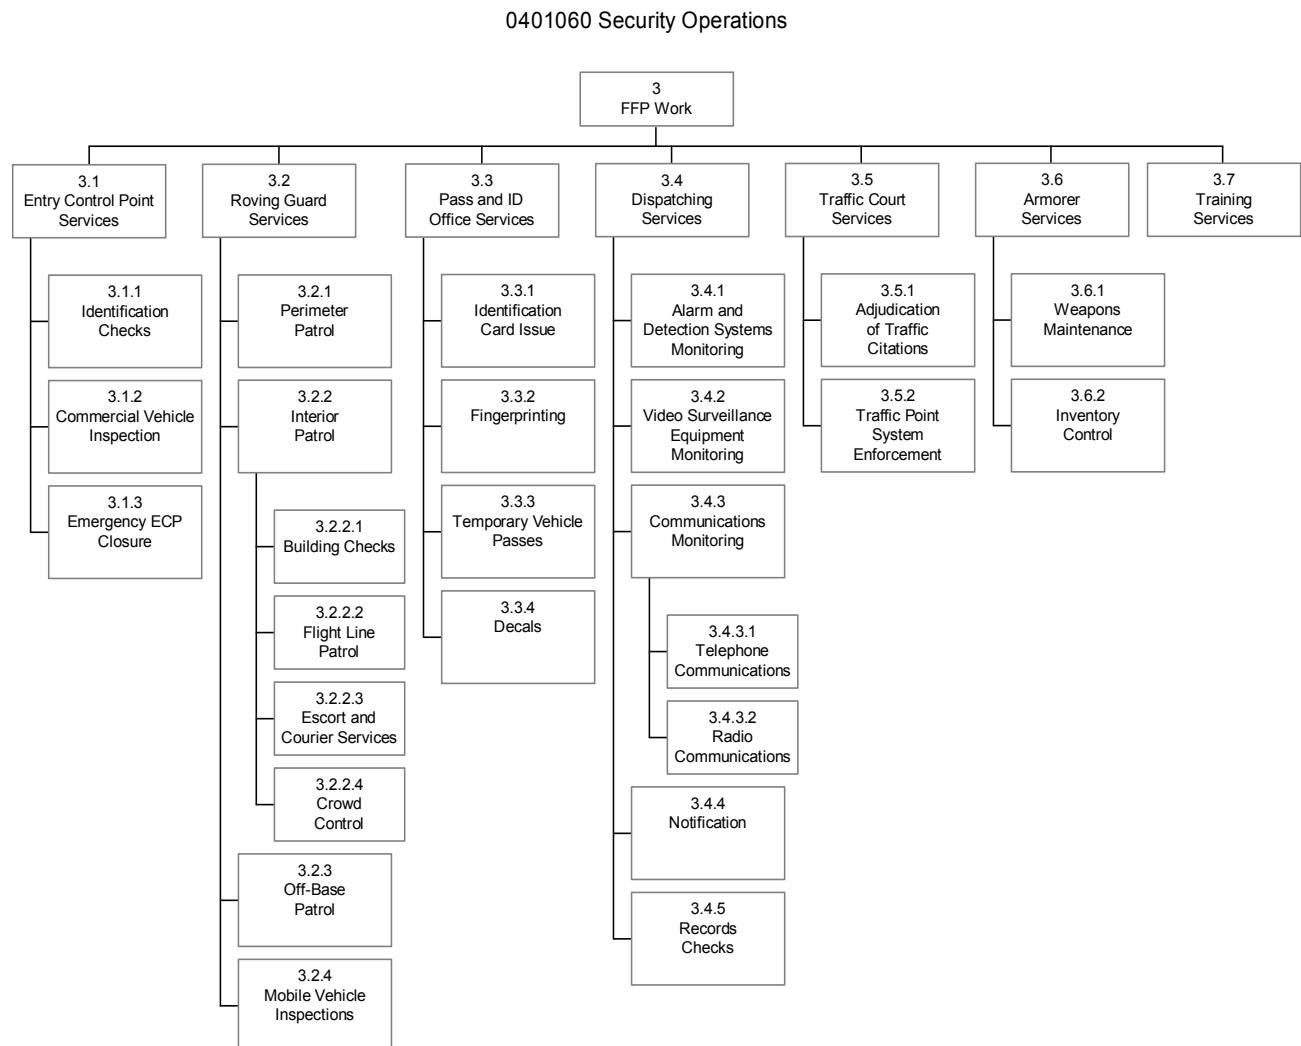 0401060 Security Operations
3
FFP Work
3.1
Entry Control Point
Services
3.2
Roving Guard
Services
3.3
Pass and ID
Office Services
3.4
Dispatching
Services
3.5
Traffic Court
Services
3.6
Armorer
Services
3.7
Training
Services
3.1.1
Identification
Checks
3.1.2
Commercial Vehicle
Inspection
3.1.3
Emergency ECP
Closure
3.2.1
Perimeter
Patrol
3.2.2
Interior
Patrol
3.2.2.1
Building Checks
3.2.2.2
Flight Line
Patrol
3.2.2.3
Escort and
Courier Services
3.2.2.4
Crowd
Control
3.2.3
Off-Base
Patrol
3.2.4
Mobile Vehicle
Inspections
3.3.1
Identification
Card Issue
3.3.2
Fingerprinting
3.3.3
Temporary Vehicle
Passes
3.3.4
Decals
3.4.1
Alarm and
Detection Systems
Monitoring
3.4.2
Video Surveillance
Equipment
Monitoring
3.4.3
Communications
Monitoring
3.4.3.1
Telephone
Communications
3.4.3.2
Radio
Communications
3.4.4
Notification
3.4.5
Records
Checks
3.5.1
Adjudication
of Traffic
Citations
3.5.2
Traffic Point
System
Enforcement
3.6.1
Weapons
Maintenance
3.6.2
Inventory
Control